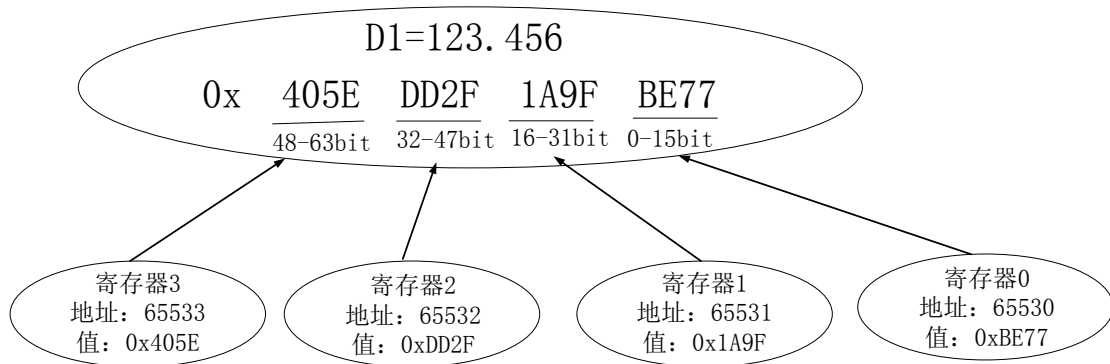 D1=123.456
0x 405E DD2F 1A9F BE77
48-63bit 32-47bit 16-31bit 0-15bit
寄存器3
地址：65533
值：0x405E
寄存器2
地址：65532
值：0xDD2F
寄存器1
地址：65531
值：0x1A9F
寄存器0
地址：65530
值：0xBE77